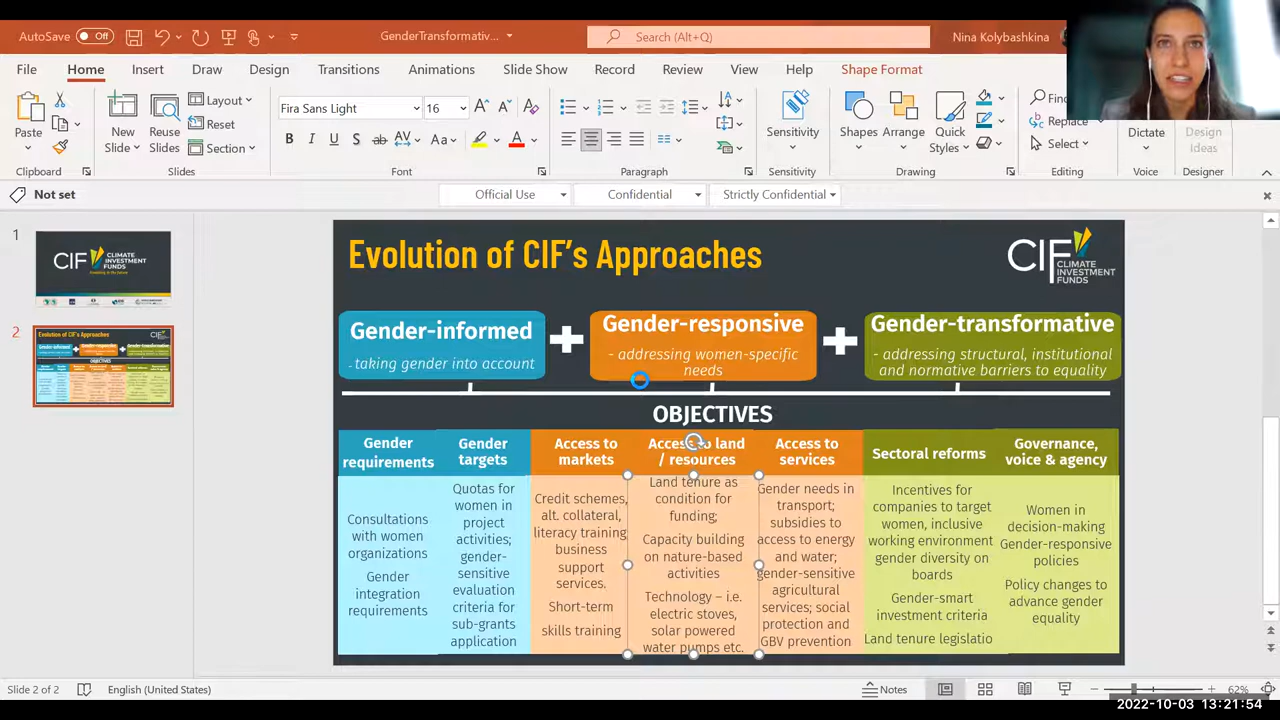 AutoSave Off GenderTransformativ... Search (Alt+Q) Nina Kolybashkina
File Home Insert Draw Design Transitions Animations Slide Show Record Review View Help Shape Format
Paste
New Slide
Reuse Slides
Layout
Reset
Section
Fira Sans Light 16
B I U S ab AV Aa A
Sensitivity
Shapes
Arrange
Quick Styles
Replace
Select
Dictate
Design Ideas
Clipboard Slides Font Paragraph Sensitivity Drawing Editing Voice Designer
Not set Official Use Confidential Strictly Confidential
1
CIF CLIMATE INVESTMENT FUNDS
2
Evolution of CIF's Approaches
CIF CLIMATE
INVESTMENT
FUNDS
Gender-informed
- taking gender into account
Gender-responsive
- addressing women-specific
needs
Gender-transformative
- addressing structural, institutional
and normative barriers to equality
OBJECTIVES
Gender
requirements
Consultations
with women
organizations
Gender
integration
requirements
Gender
targets
Quotas for
women in
project
activities;
gender-
sensitive
evaluation
criteria for
sub-grants
application
Access to
markets
Credit schemes,
alt. collateral,
literacy training
business
support
services.
Short-term
skills training
Access to land
/ resources
Land tenure as
condition for
funding;
Capacity building
on nature-based
activities
Technology – i.e.
electric stoves,
solar powered
water pumps etc.
Access to
services
Gender needs in
transport;
subsidies to
access to energy
and water;
gender-sensitive
agricultural
services; social
protection and
GBV prevention
Sectoral reforms
Incentives for
companies to target
women, inclusive
working environment
gender diversity on
boards
Gender-smart
investment criteria
Land tenure legislatio
Governance,
voice & agency
Women in
decision-making
Gender-responsive
policies
Policy changes to
advance gender
equality
Slide 2 of 2 English (United States) Notes 62%
2022-10-03 13:21:54